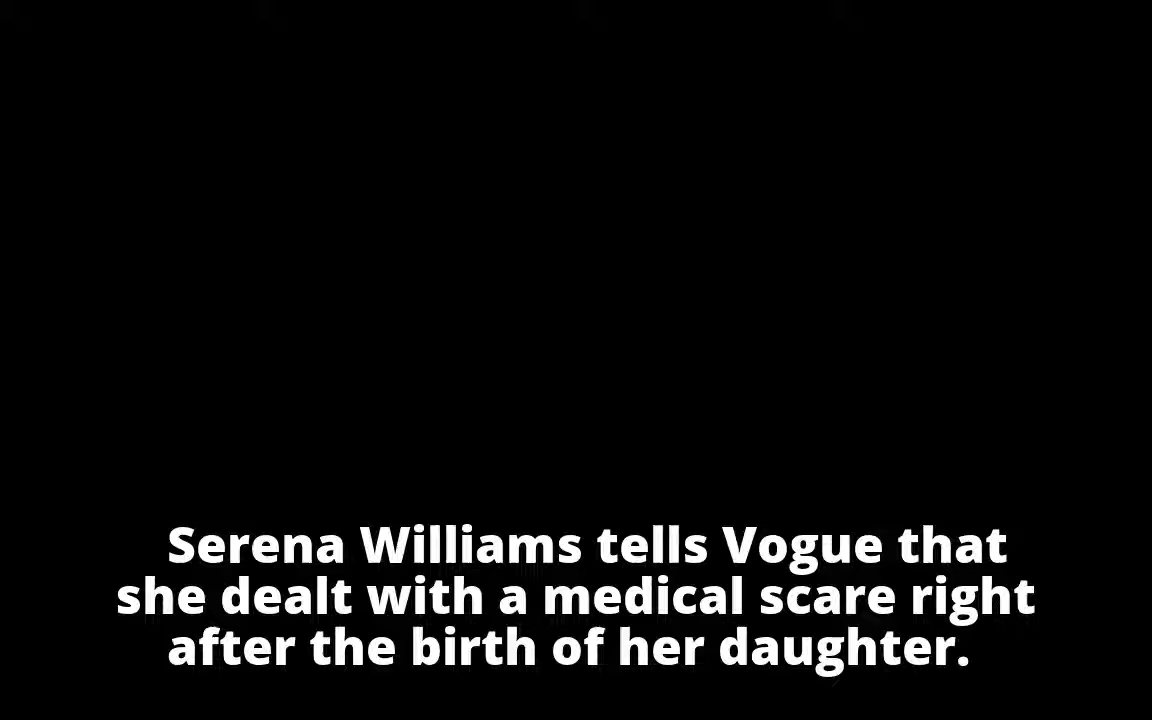 Serena Williams tells Vogue that
she dealt with a medical scare right
after the birth of her daughter.